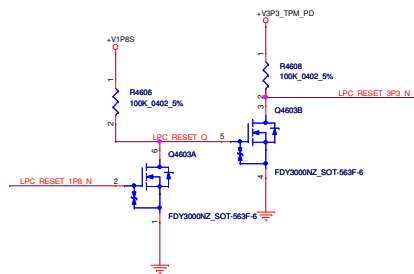 +V3P3_TPM_PD
+V1P8S
1
R4608
100K_0402_5%
1
R4606
100K_0402_5%
2
LPC_RESET_3P3_N
2
3
Q4603B
LPC_RESET_Q
5
6
Q4603A
FDY3000NZ_SOT-563F-6
4
LPC_RESET_1P8_N
2
FDY3000NZ_SOT-563F-6
1